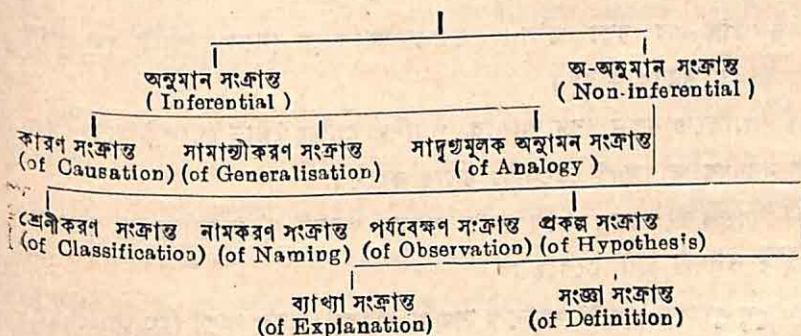 অনুমান সংক্রান্ত অ-অনুমান সংক্রান্ত
( Inferential ) ( Non-inferential )
কারণ সংক্রান্ত সামান্যীকরণ সংক্রান্ত সাদৃশ্যমূলক অনুামন সংক্রান্ত
(of Causation) (of Generalisation) (of Analogy )
শ্রেনীকরণ সংক্রান্ত নামকরণ সংক্রান্ত পর্যবেক্ষণ সংক্রান্ত প্রকল্প সংক্রান্ত
(of Classification) (of Naming) (of Observation) (of Hypothesis)
ব্যাখ্যা সংক্রান্ত সংজ্ঞা সংক্রান্ত
(of Explanation) (of Definition)